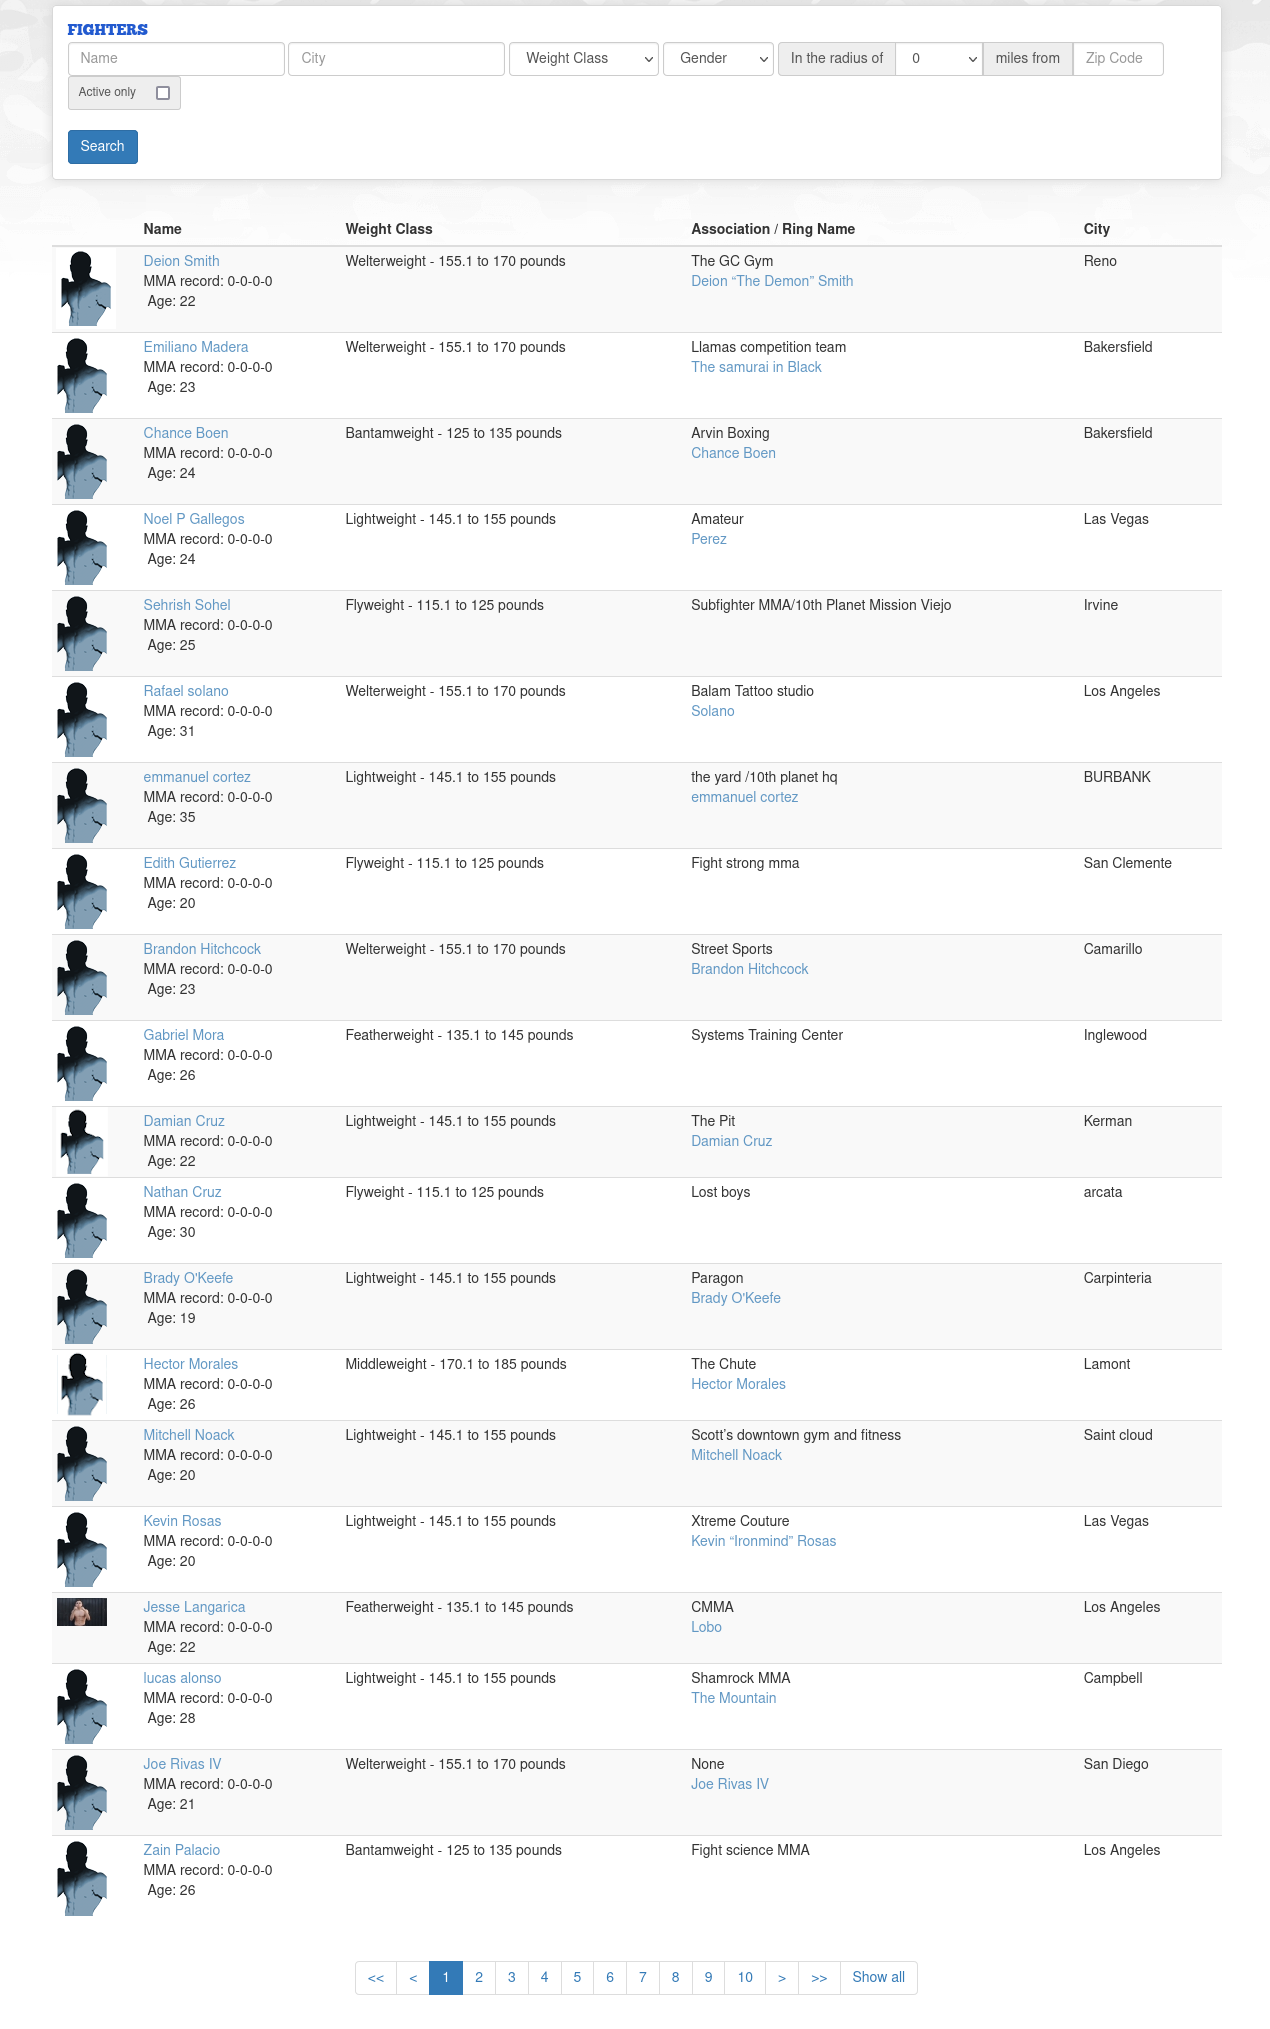 FIGHTERS
Name City Weight Class Gender In the radius of 0 miles from Zip Code
Active only
Search
Name Weight Class Association / Ring Name City
Deion Smith Welterweight - 155.1 to 170 pounds The GC Gym Reno
MMA record: 0-0-0-0 Deion “The Demon” Smith
Age: 22
Emiliano Madera Welterweight - 155.1 to 170 pounds Llamas competition team Bakersfield
MMA record: 0-0-0-0 The samurai in Black
Age: 23
Chance Boen Bantamweight - 125 to 135 pounds Arvin Boxing Bakersfield
MMA record: 0-0-0-0 Chance Boen
Age: 24
Noel P Gallegos Lightweight - 145.1 to 155 pounds Amateur Las Vegas
MMA record: 0-0-0-0 Perez
Age: 24
Sehrish Sohel Flyweight - 115.1 to 125 pounds Subfighter MMA/10th Planet Mission Viejo Irvine
MMA record: 0-0-0-0
Age: 25
Rafael solano Welterweight - 155.1 to 170 pounds Balam Tattoo studio Los Angeles
MMA record: 0-0-0-0 Solano
Age: 31
emmanuel cortez Lightweight - 145.1 to 155 pounds the yard /10th planet hq BURBANK
MMA record: 0-0-0-0 emmanuel cortez
Age: 35
Edith Gutierrez Flyweight - 115.1 to 125 pounds Fight strong mma San Clemente
MMA record: 0-0-0-0
Age: 20
Brandon Hitchcock Welterweight - 155.1 to 170 pounds Street Sports Camarillo
MMA record: 0-0-0-0 Brandon Hitchcock
Age: 23
Gabriel Mora Featherweight - 135.1 to 145 pounds Systems Training Center Inglewood
MMA record: 0-0-0-0
Age: 26
Damian Cruz Lightweight - 145.1 to 155 pounds The Pit Kerman
MMA record: 0-0-0-0 Damian Cruz
Age: 22
Nathan Cruz Flyweight - 115.1 to 125 pounds Lost boys arcata
MMA record: 0-0-0-0
Age: 30
Brady O'Keefe Lightweight - 145.1 to 155 pounds Paragon Carpinteria
MMA record: 0-0-0-0 Brady O'Keefe
Age: 19
Hector Morales Middleweight - 170.1 to 185 pounds The Chute Lamont
MMA record: 0-0-0-0 Hector Morales
Age: 26
Mitchell Noack Lightweight - 145.1 to 155 pounds Scott’s downtown gym and fitness Saint cloud
MMA record: 0-0-0-0 Mitchell Noack
Age: 20
Kevin Rosas Lightweight - 145.1 to 155 pounds Xtreme Couture Las Vegas
MMA record: 0-0-0-0 Kevin “Ironmind” Rosas
Age: 20
Jesse Langarica Featherweight - 135.1 to 145 pounds CMMA Los Angeles
MMA record: 0-0-0-0 Lobo
Age: 22
lucas alonso Lightweight - 145.1 to 155 pounds Shamrock MMA Campbell
MMA record: 0-0-0-0 The Mountain
Age: 28
Joe Rivas IV Welterweight - 155.1 to 170 pounds None San Diego
MMA record: 0-0-0-0 Joe Rivas IV
Age: 21
Zain Palacio Bantamweight - 125 to 135 pounds Fight science MMA Los Angeles
MMA record: 0-0-0-0
Age: 26
<< < 1 2 3 4 5 6 7 8 9 10 > >> Show all